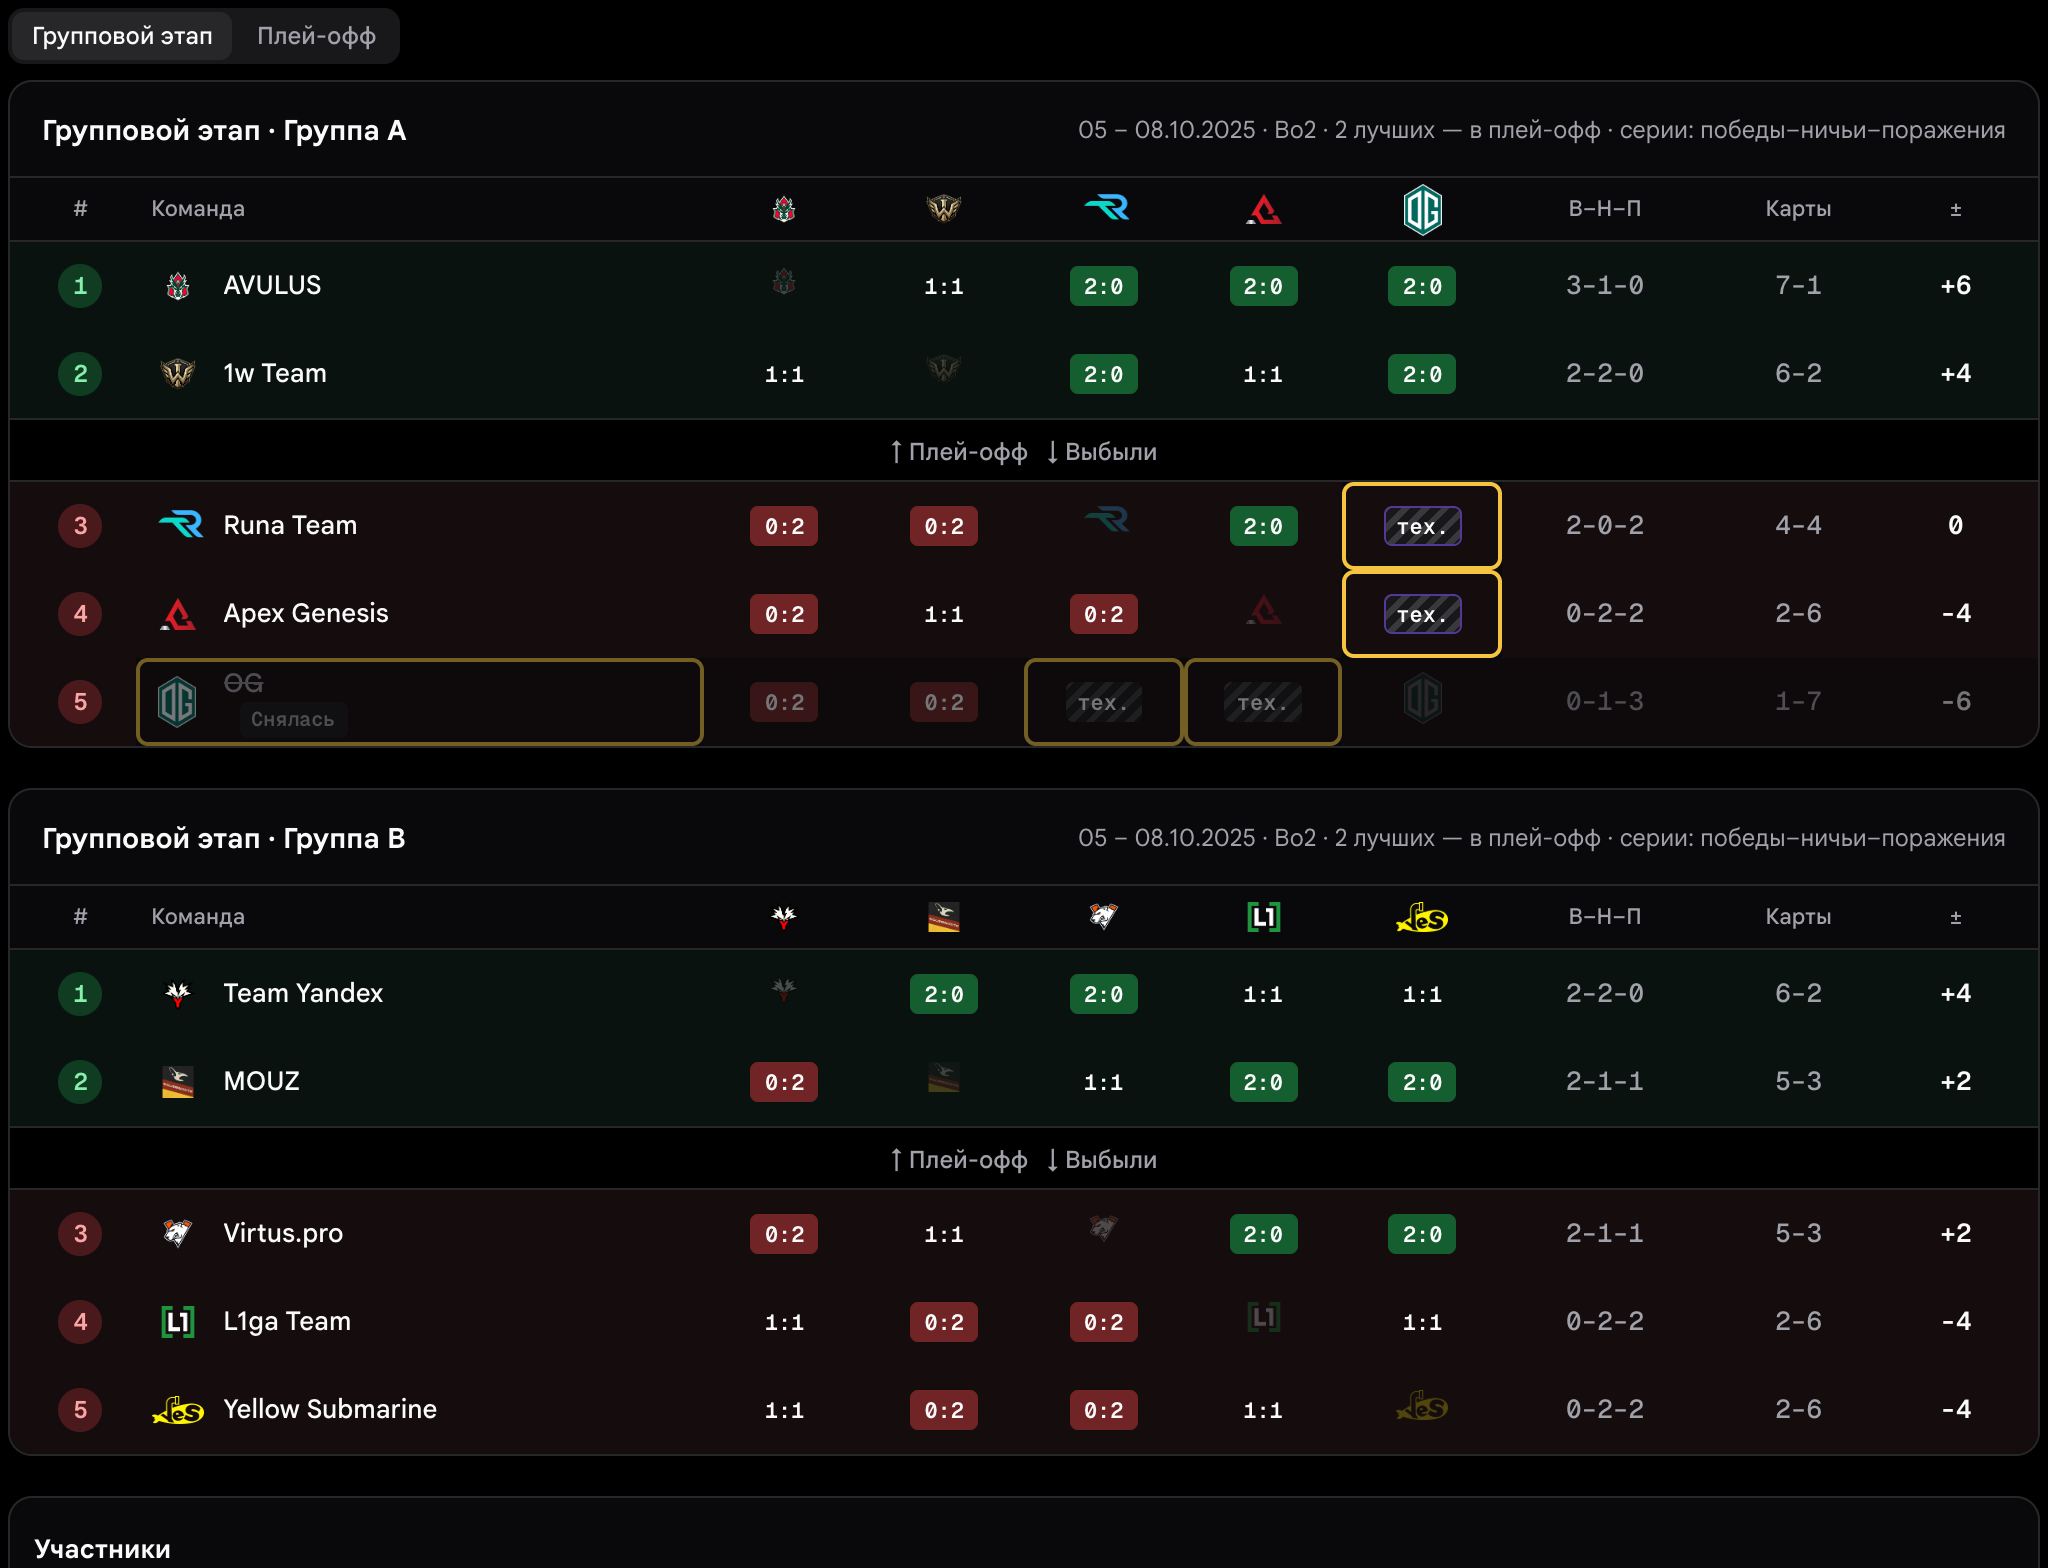 Групповой этап Плей-офф
Групповой этап · Группа A 05 – 08.10.2025 · Bo2 · 2 лучших — в плей-офф · серии: победы–ничьи–поражения
# Команда OG В–Н–П Карты ±
1 AVULUS 1:1 2:0 2:0 2:0 3-1-0 7-1 +6
2 1w Team 1:1 W 2:0 1:1 2:0 2-2-0 6-2 +4
↑ Плей-офф ↓ Выбыли
3 Runa Team 0:2 0:2 2:0 тех. 2-0-2 4-4 0
4 Apex Genesis 0:2 1:1 0:2 тех. 0-2-2 2-6 -4
5 OG OG 0:2 0:2 тех. тех. OG 0-1-3 1-7 -6
Снялась
Групповой этап · Группа B 05 – 08.10.2025 · Bo2 · 2 лучших — в плей-офф · серии: победы–ничьи–поражения
# Команда L1 В–Н–П Карты ±
1 Team Yandex 2:0 2:0 1:1 1:1 2-2-0 6-2 +4
2 MOUZ 0:2 1:1 2:0 2:0 2-1-1 5-3 +2
↑ Плей-офф ↓ Выбыли
3 Virtus.pro 0:2 1:1 2:0 2:0 2-1-1 5-3 +2
4 L1 L1ga Team 1:1 0:2 0:2 L1 1:1 0-2-2 2-6 -4
5 Yellow Submarine 1:1 0:2 0:2 1:1 0-2-2 2-6 -4
Участники